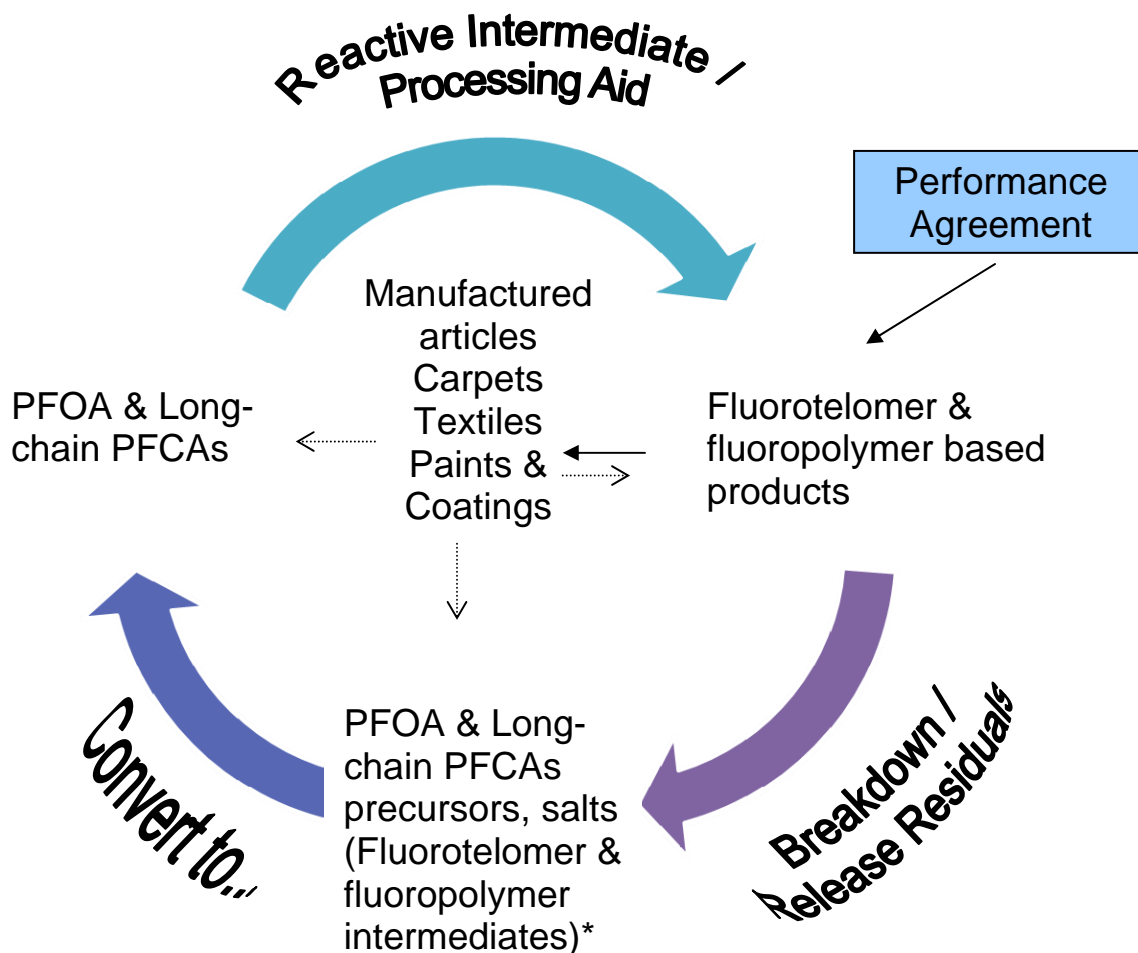 Reactive Intermediate /
Processing Aid
Performance
Agreement
Manufactured
articles
Carpets
Textiles
Paints &
Coatings
PFOA & Long-
chain PFCAs
Fluorotelomer &
fluoropolymer based
products
PFOA & Long-
chain PFCAs
precursors, salts
(Fluorotelomer &
fluoropolymer
intermediates)*
Convert to...
Breakdown /
Release Residuals